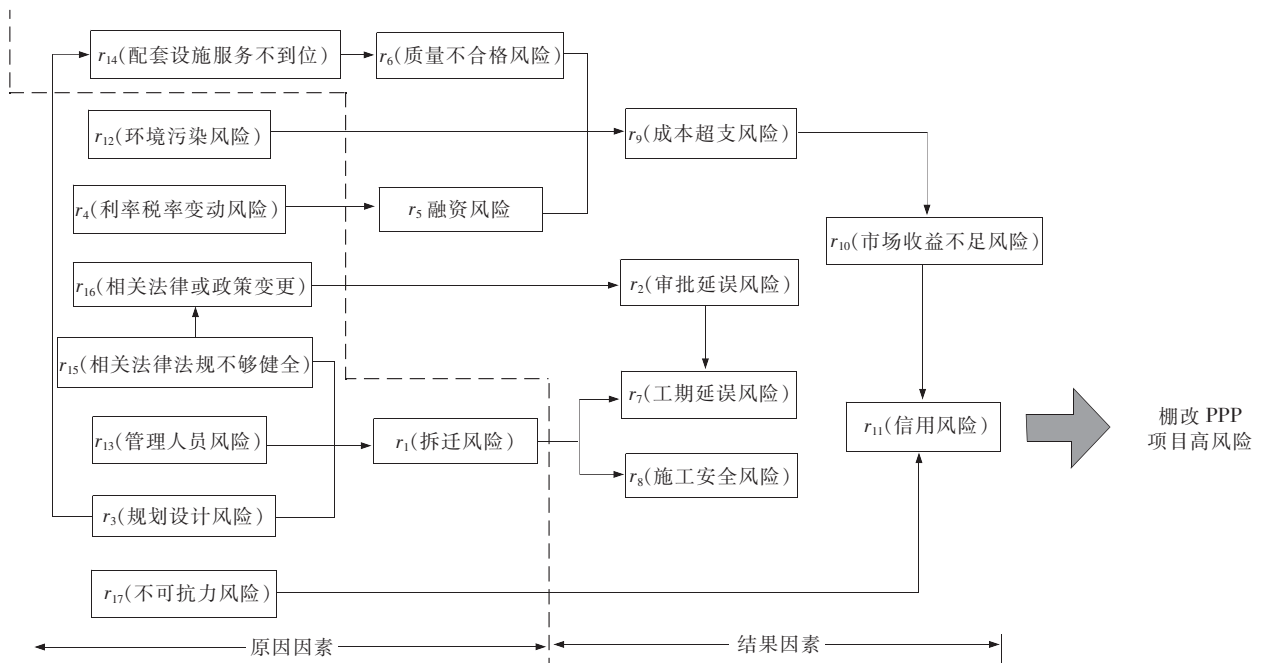 r14(配套设施服务不到位)
r6(质量不合格风险)
r12(环境污染风险)
r9(成本超支风险)
r4(利率税率变动风险)
r5 融资风险
r10(市场收益不足风险)
r16(相关法律或政策变更)
r2(审批延误风险)
r15(相关法律法规不够健全)
r7(工期延误风险)
r13(管理人员风险)
r1(拆迁风险)
r11(信用风险)
棚改 PPP
项目高风险
r8(施工安全风险)
r3(规划设计风险)
r17(不可抗力风险)
原因因素
结果因素